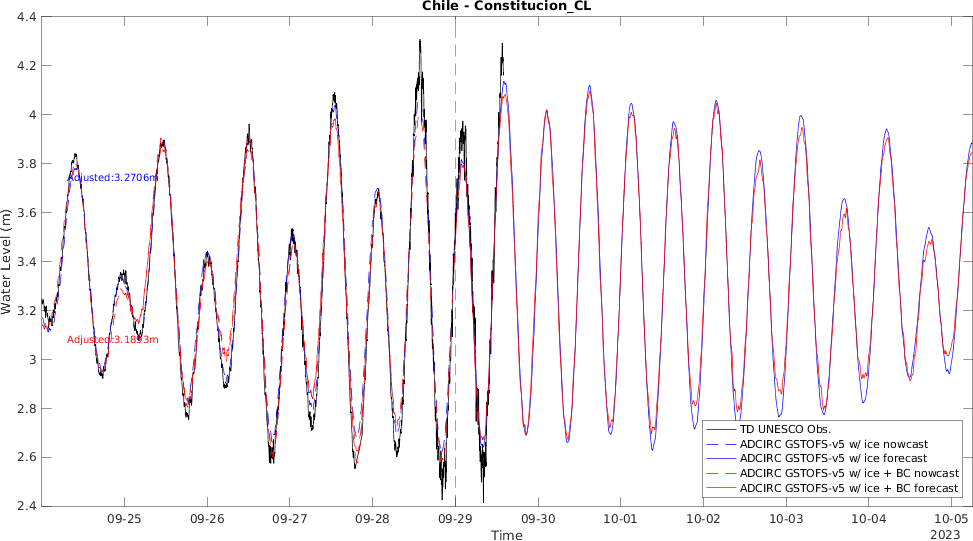 Chile - Constitucion_CL
4.4
4.2
4
3.8
3.6
3.4
3.2
3
2.8
2.6
2.4
Water Level (m)
Adjusted:3.2706m
Adjusted:3.1893m
TD UNESCO Obs.
ADCIRC GSTOFS-v5 w/ ice nowcast
ADCIRC GSTOFS-v5 w/ ice forecast
ADCIRC GSTOFS-v5 w/ ice + BC nowcast
ADCIRC GSTOFS-v5 w/ ice + BC forecast
09-25 09-26 09-27 09-28 09-29 09-30 10-01 10-02 10-03 10-04 10-05
2023
Time